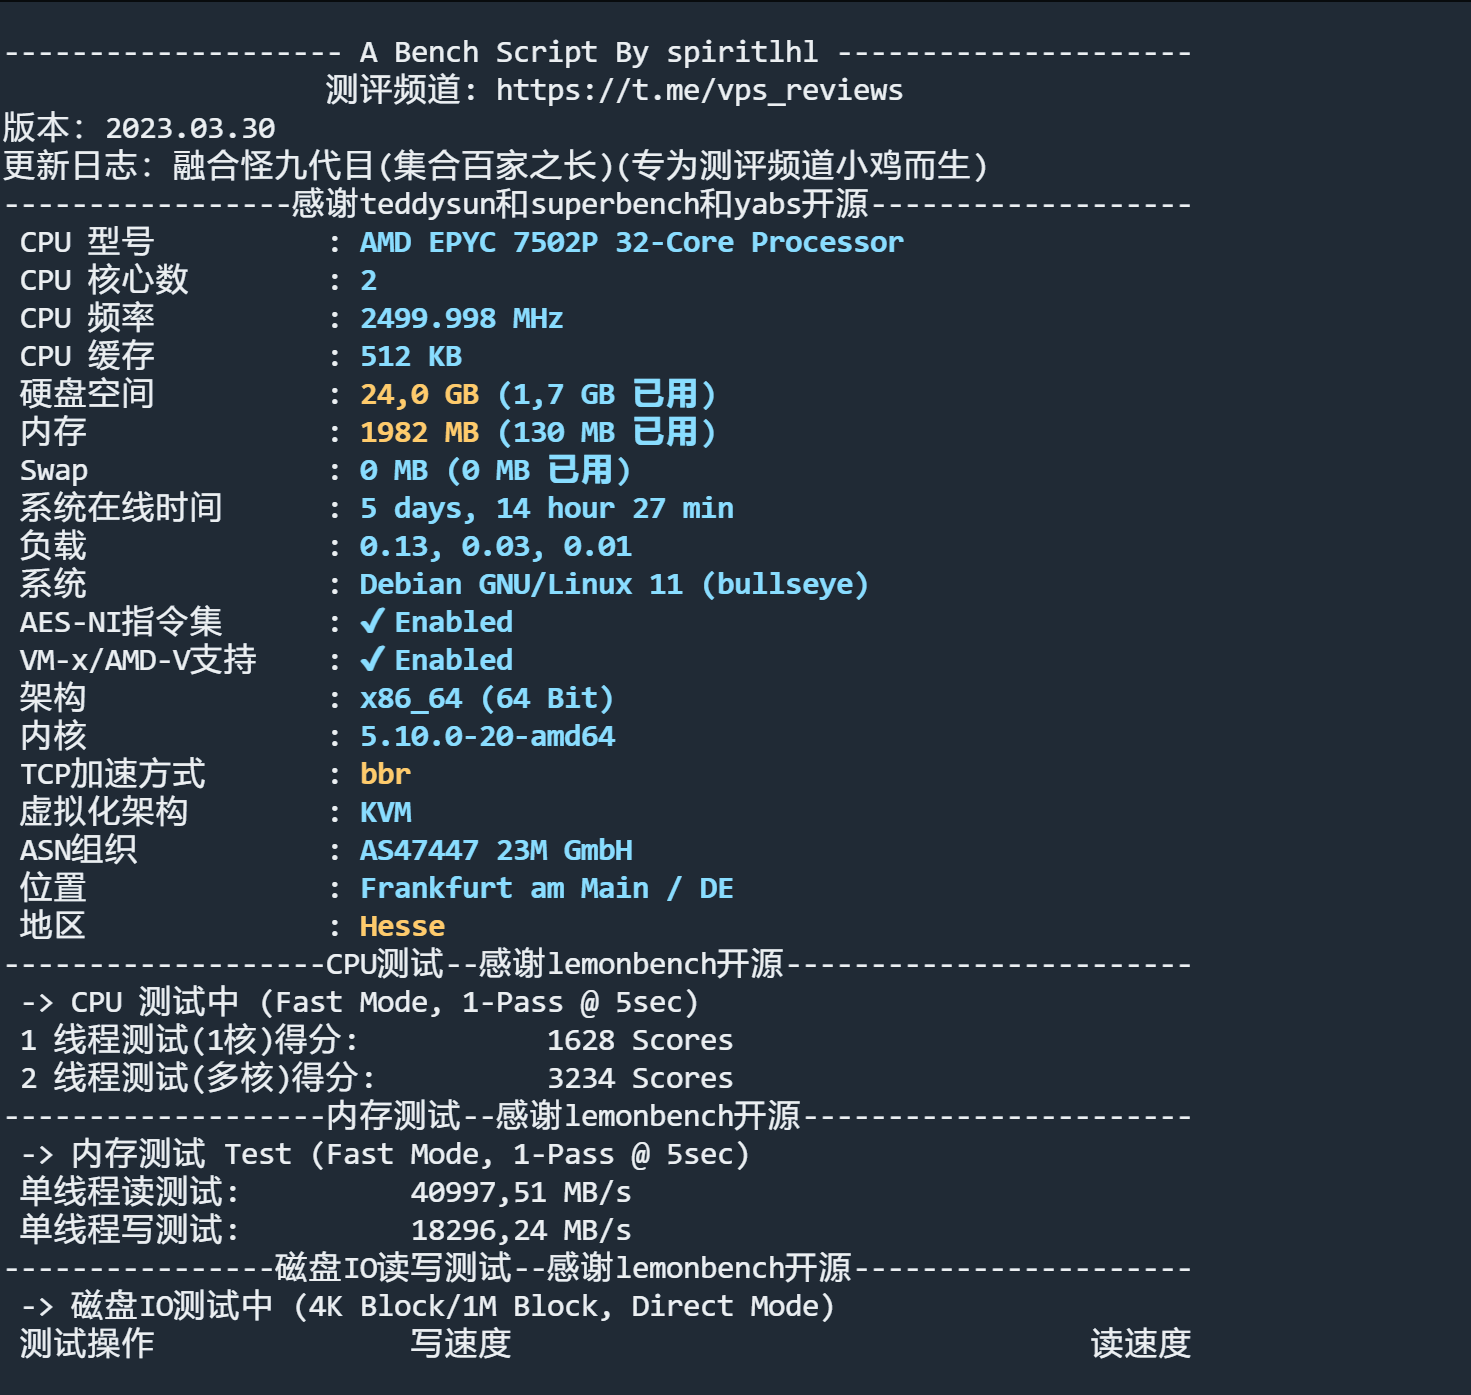 -------------------- A Bench Script By spiritlhl ---------------------
测评频道: https://t.me/vps_reviews
版本: 2023.03.30
更新日志: 融合怪九代目(集合百家之长)(专为测评频道小鸡而生)
-----------------感谢teddysun和superbench和yabs开源-------------------
CPU 型号 : AMD EPYC 7502P 32-Core Processor
CPU 核心数 : 2
CPU 频率 : 2499.998 MHz
CPU 缓存 : 512 KB
硬盘空间 : 24,0 GB (1,7 GB 已用)
内存 : 1982 MB (130 MB 已用)
Swap : 0 MB (0 MB 已用)
系统在线时间 : 5 days, 14 hour 27 min
负载 : 0.13, 0.03, 0.01
系统 : Debian GNU/Linux 11 (bullseye)
AES-NI指令集 : ✔ Enabled
VM-x/AMD-V支持 : ✔ Enabled
架构 : x86_64 (64 Bit)
内核 : 5.10.0-20-amd64
TCP加速方式 : bbr
虚拟化架构 : KVM
ASN组织 : AS47447 23M GmbH
位置 : Frankfurt am Main / DE
地区 : Hesse
-------------------CPU测试--感谢lemonbench开源------------------------
-> CPU 测试中 (Fast Mode, 1-Pass @ 5sec)
1 线程测试(1核)得分: 1628 Scores
2 线程测试(多核)得分: 3234 Scores
-------------------内存测试--感谢lemonbench开源-----------------------
-> 内存测试 Test (Fast Mode, 1-Pass @ 5sec)
单线程读测试: 40997,51 MB/s
单线程写测试: 18296,24 MB/s
----------------磁盘IO读写测试--感谢lemonbench开源--------------------
-> 磁盘IO测试中 (4K Block/1M Block, Direct Mode)
测试操作 写速度 读速度